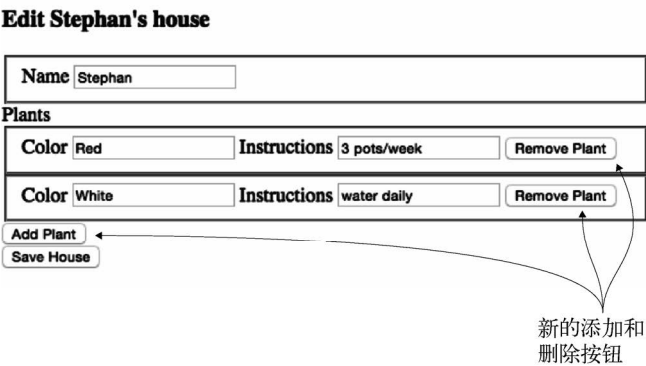 Edit Stephan's house
Name Stephan
Plants
Color Red Instructions 3 pots/week Remove Plant
Color White Instructions water daily Remove Plant
Add Plant
Save House
新的添加和
删除按钮